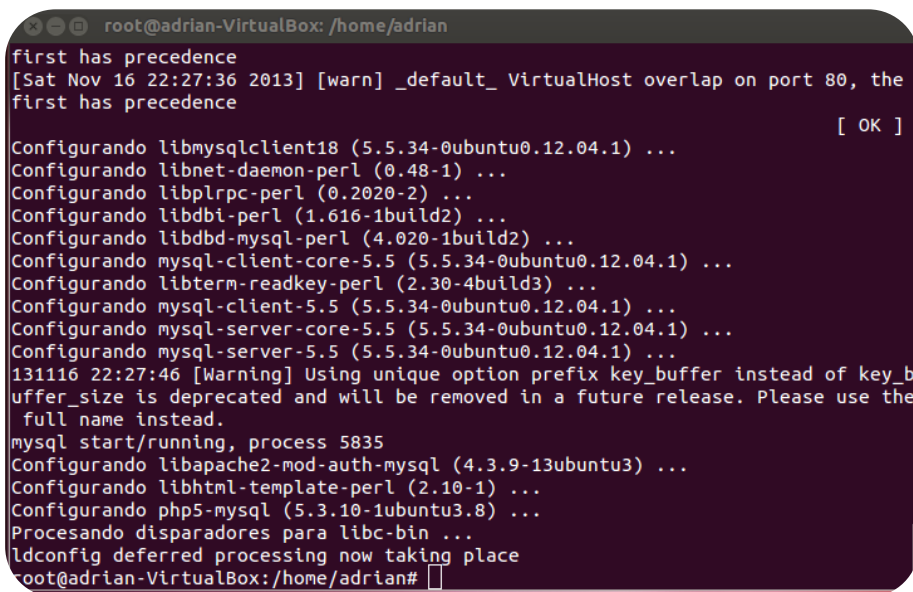 root@adrian-VirtualBox: /home/adrian
first has precedence
[Sat Nov 16 22:27:36 2013] [warn] _default_ VirtualHost overlap on port 80, the
first has precedence
[ OK ]
Configurando libmysqlclient18 (5.5.34-0ubuntu0.12.04.1) ...
Configurando libnet-daemon-perl (0.48-1) ...
Configurando libplrpc-perl (0.2020-2) ...
Configurando libdbi-perl (1.616-1build2) ...
Configurando libdbd-mysql-perl (4.020-1build2) ...
Configurando mysql-client-core-5.5 (5.5.34-0ubuntu0.12.04.1) ...
Configurando libterm-readkey-perl (2.30-4build3) ...
Configurando mysql-client-5.5 (5.5.34-0ubuntu0.12.04.1) ...
Configurando mysql-server-core-5.5 (5.5.34-0ubuntu0.12.04.1) ...
Configurando mysql-server-5.5 (5.5.34-0ubuntu0.12.04.1) ...
131116 22:27:46 [Warning] Using unique option prefix key_buffer instead of key_b
uffer_size is deprecated and will be removed in a future release. Please use the
 full name instead.
mysql start/running, process 5835
Configurando libapache2-mod-auth-mysql (4.3.9-13ubuntu3) ...
Configurando libhtml-template-perl (2.10-1) ...
Configurando php5-mysql (5.3.10-1ubuntu3.8) ...
Procesando disparadores para libc-bin ...
ldconfig deferred processing now taking place
root@adrian-VirtualBox:/home/adrian#